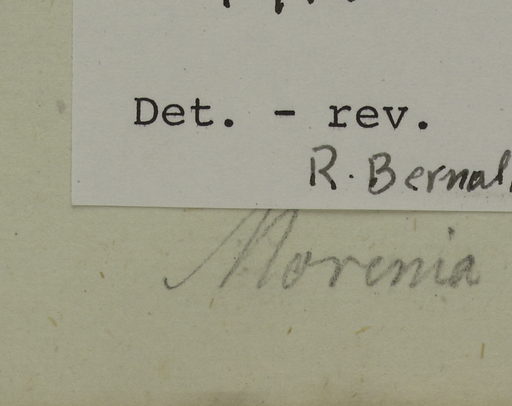 Det. - rev.
R. Bernal
Morenia